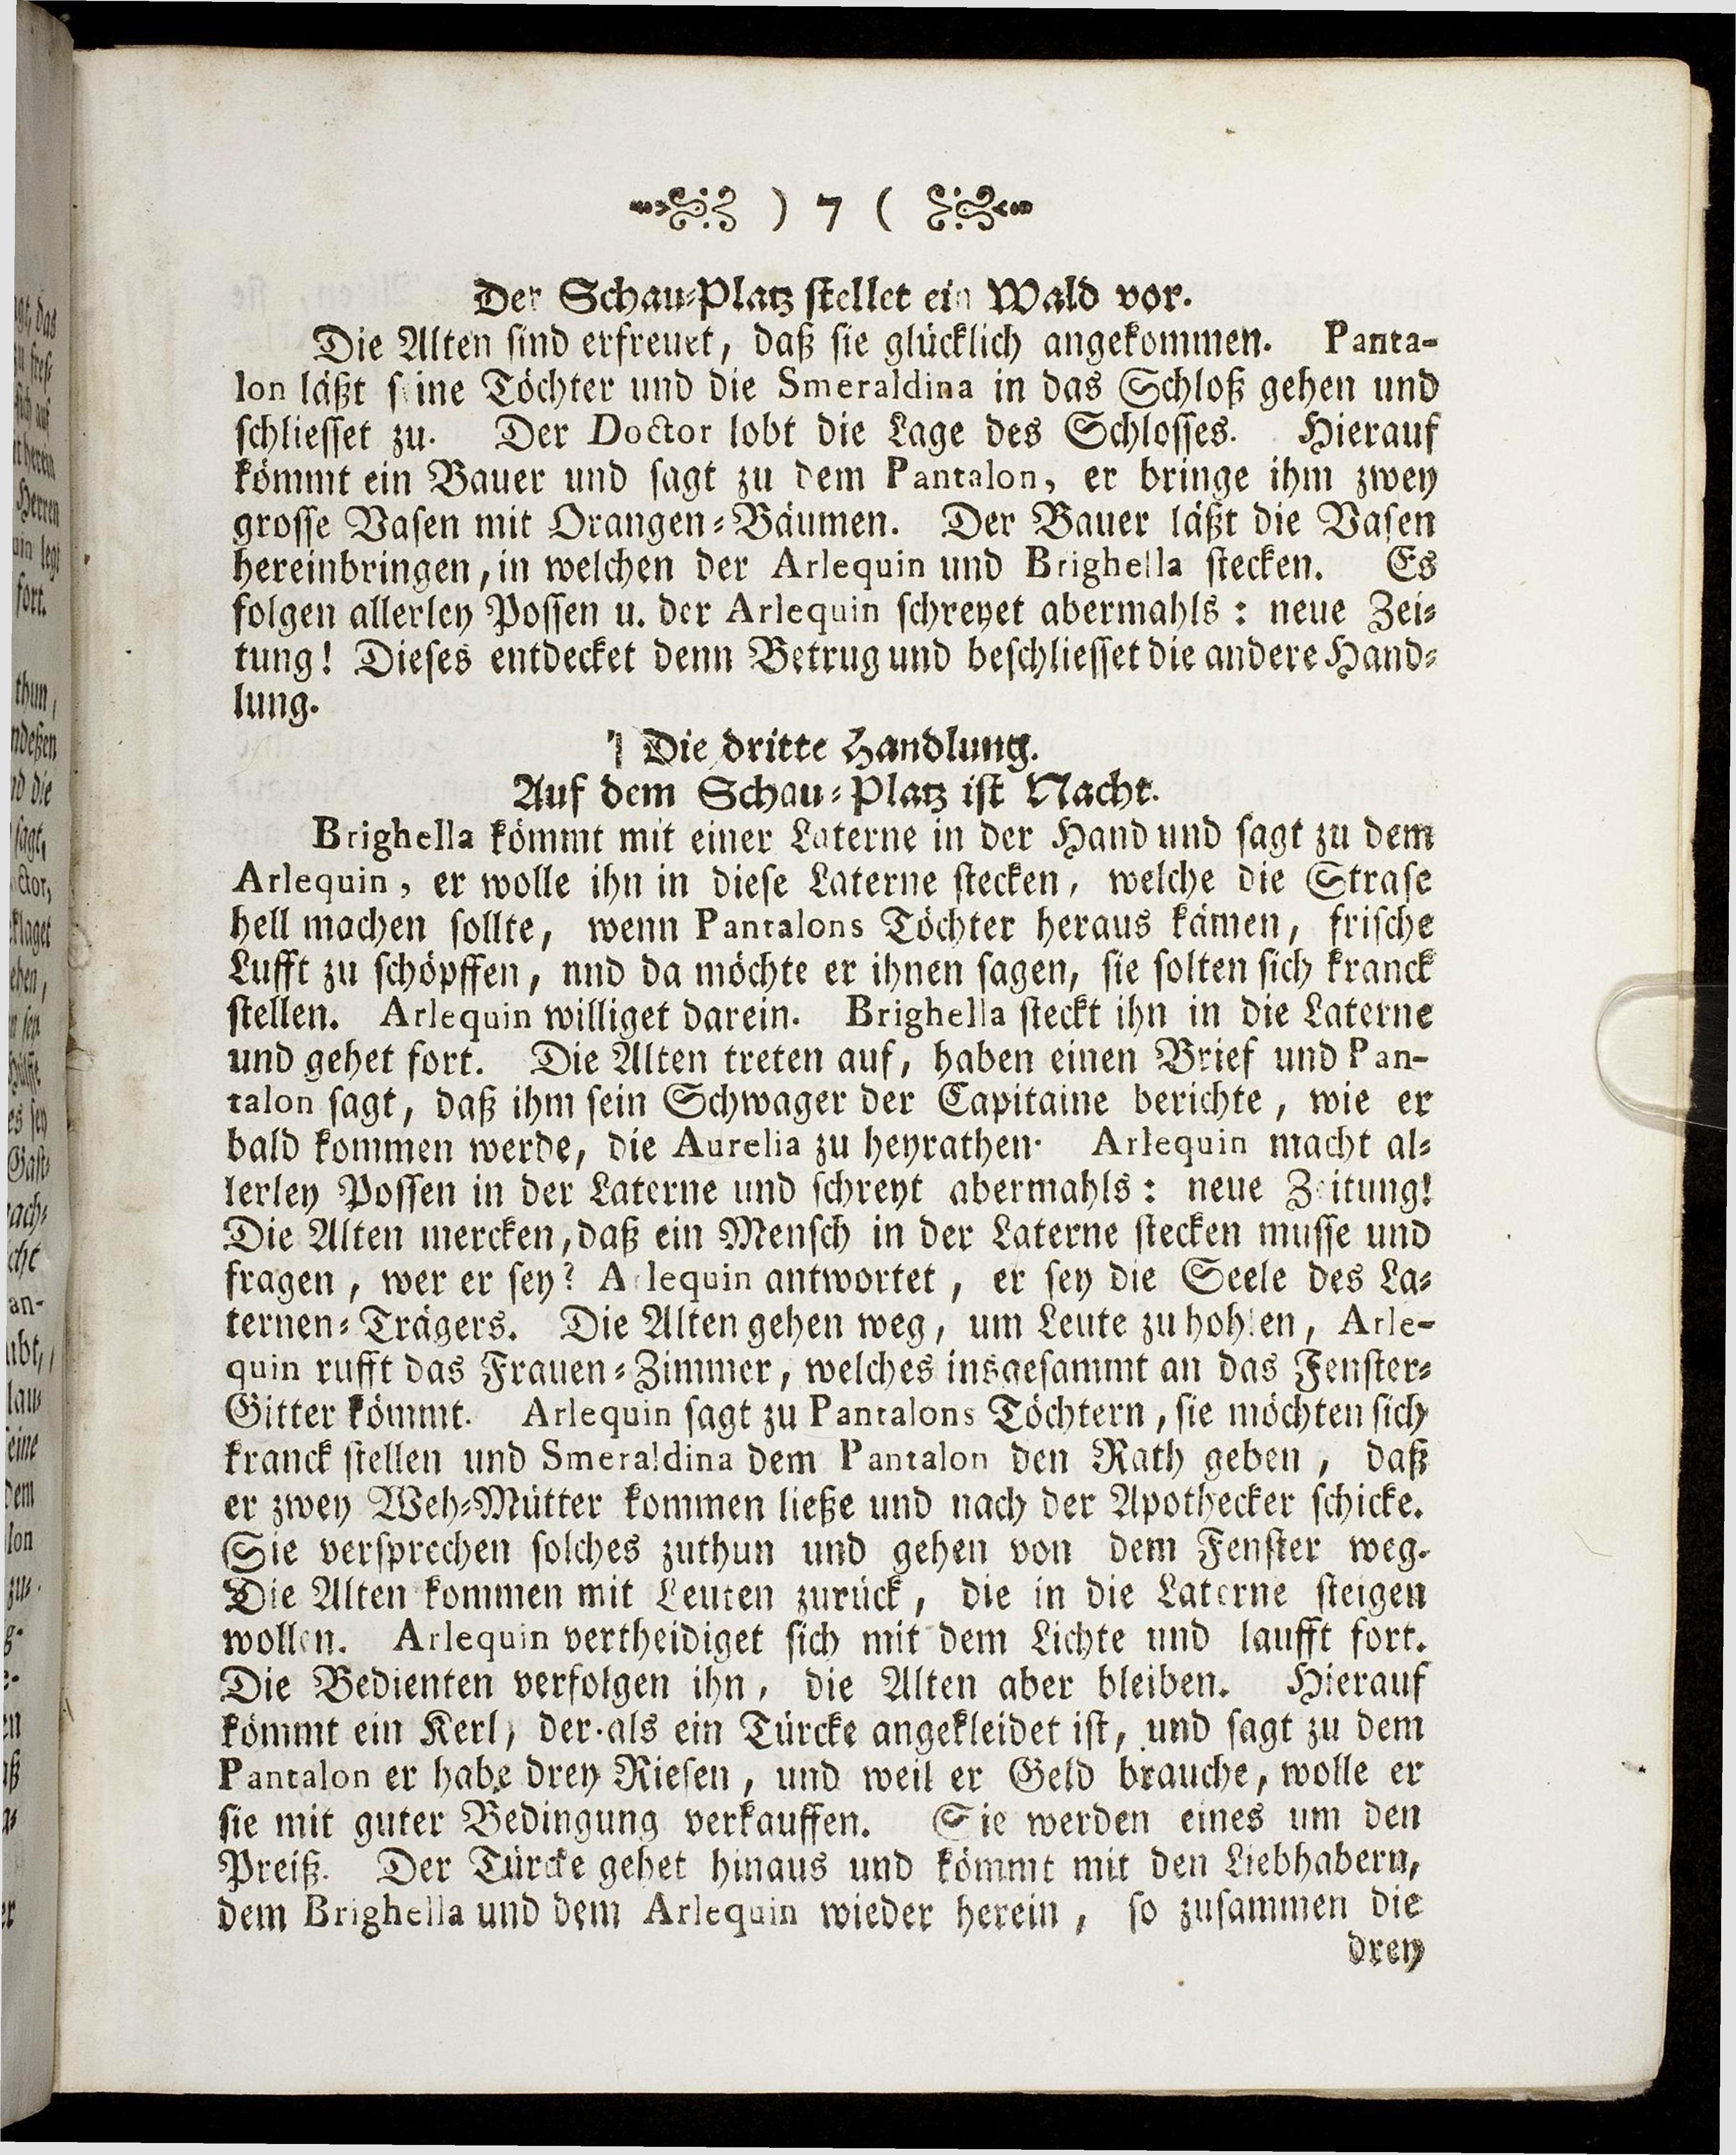 ) 7 (
Der Schau-Platz stellet ein Wald vor.
Die Alten sind erfreuet, daß sie glücklich angekommen. Panta-
lon läßt seine Töchter und die Smeraldina in das Schloß gehen und
schliesset zu. Der Doctor lobt die Lage des Schlosses. Hierauf
kömmt ein Bauer und sagt zu dem Pantalon, er bringe ihm zwey
grosse Vasen mit Orangen-Bäumen. Der Bauer läßt die Vasen
hereinbringen, in welchen der Arlequin und Brighella stecken. Es
folgen allerley Possen u. der Arlequin schreyet abermahls: neue Zei-
tung! Dieses entdecket denn Betrug und beschliesset die andere Hand-
lung.
Die dritte Handlung.
Auf dem Schau-Platz ist Nacht.
Brighella kömmt mit einer Laterne in der Hand und sagt zu dem
Arlequin, er wolle ihn in diese Laterne stecken, welche die Strase
hell machen sollte, wenn Pantalons Töchter heraus kämen, frische
Lufft zu schöpffen, nnd da möchte er ihnen sagen, sie solten sich kranck
stellen. Arlequin williget darein. Brighella steckt ihn in die Laterne
und gehet fort. Die Alten treten auf, haben einen Brief und Pan-
talon sagt, daß ihm sein Schwager der Capitaine berichte, wie er
bald kommen werde, die Aurelia zu heyrathen. Arlequin macht al-
lerley Possen in der Laterne und schreyt abermahls: neue Zeitung!
Die Alten mercken, daß ein Mensch in der Laterne stecken musse und
fragen, wer er sey? Arlequin antwortet, er sey die Seele des La-
ternen-Trägers. Die Alten gehen weg, um Leute zu hohlen, Arle-
quin rufft das Frauen-Zimmer, welches insgesammt an das Fenster-
Gitter kömmt. Arlequin sagt zu Pantalons Töchtern, sie möchten sich
kranck stellen und Smeraldina dem Pantalon den Rath geben, daß
er zwey Weh-Mütter kommen ließe und nach der Apothecker schicke.
Sie versprechen solches zuthun und gehen von dem Fenster weg.
Die Alten kommen mit Leuten zurück, die in die Laterne steigen
wollen. Arlequin vertheidiget sich mit dem Lichte und laufft fort.
Die Bedienten verfolgen ihn, die Alten aber bleiben. Hierauf
kömmt ein Kerl, der als ein Türcke angekleidet ist, und sagt zu dem
Pantalon er habe drey Riesen, und weil er Geld brauche, wolle er
sie mit guter Bedingung verkauffen. Sie werden eines um den
Preiß. Der Türcke gehet hinaus und kömmt mit den Liebhabern,
dem Brighella und dem Arlequin wieder herein, so zusammen die
drey